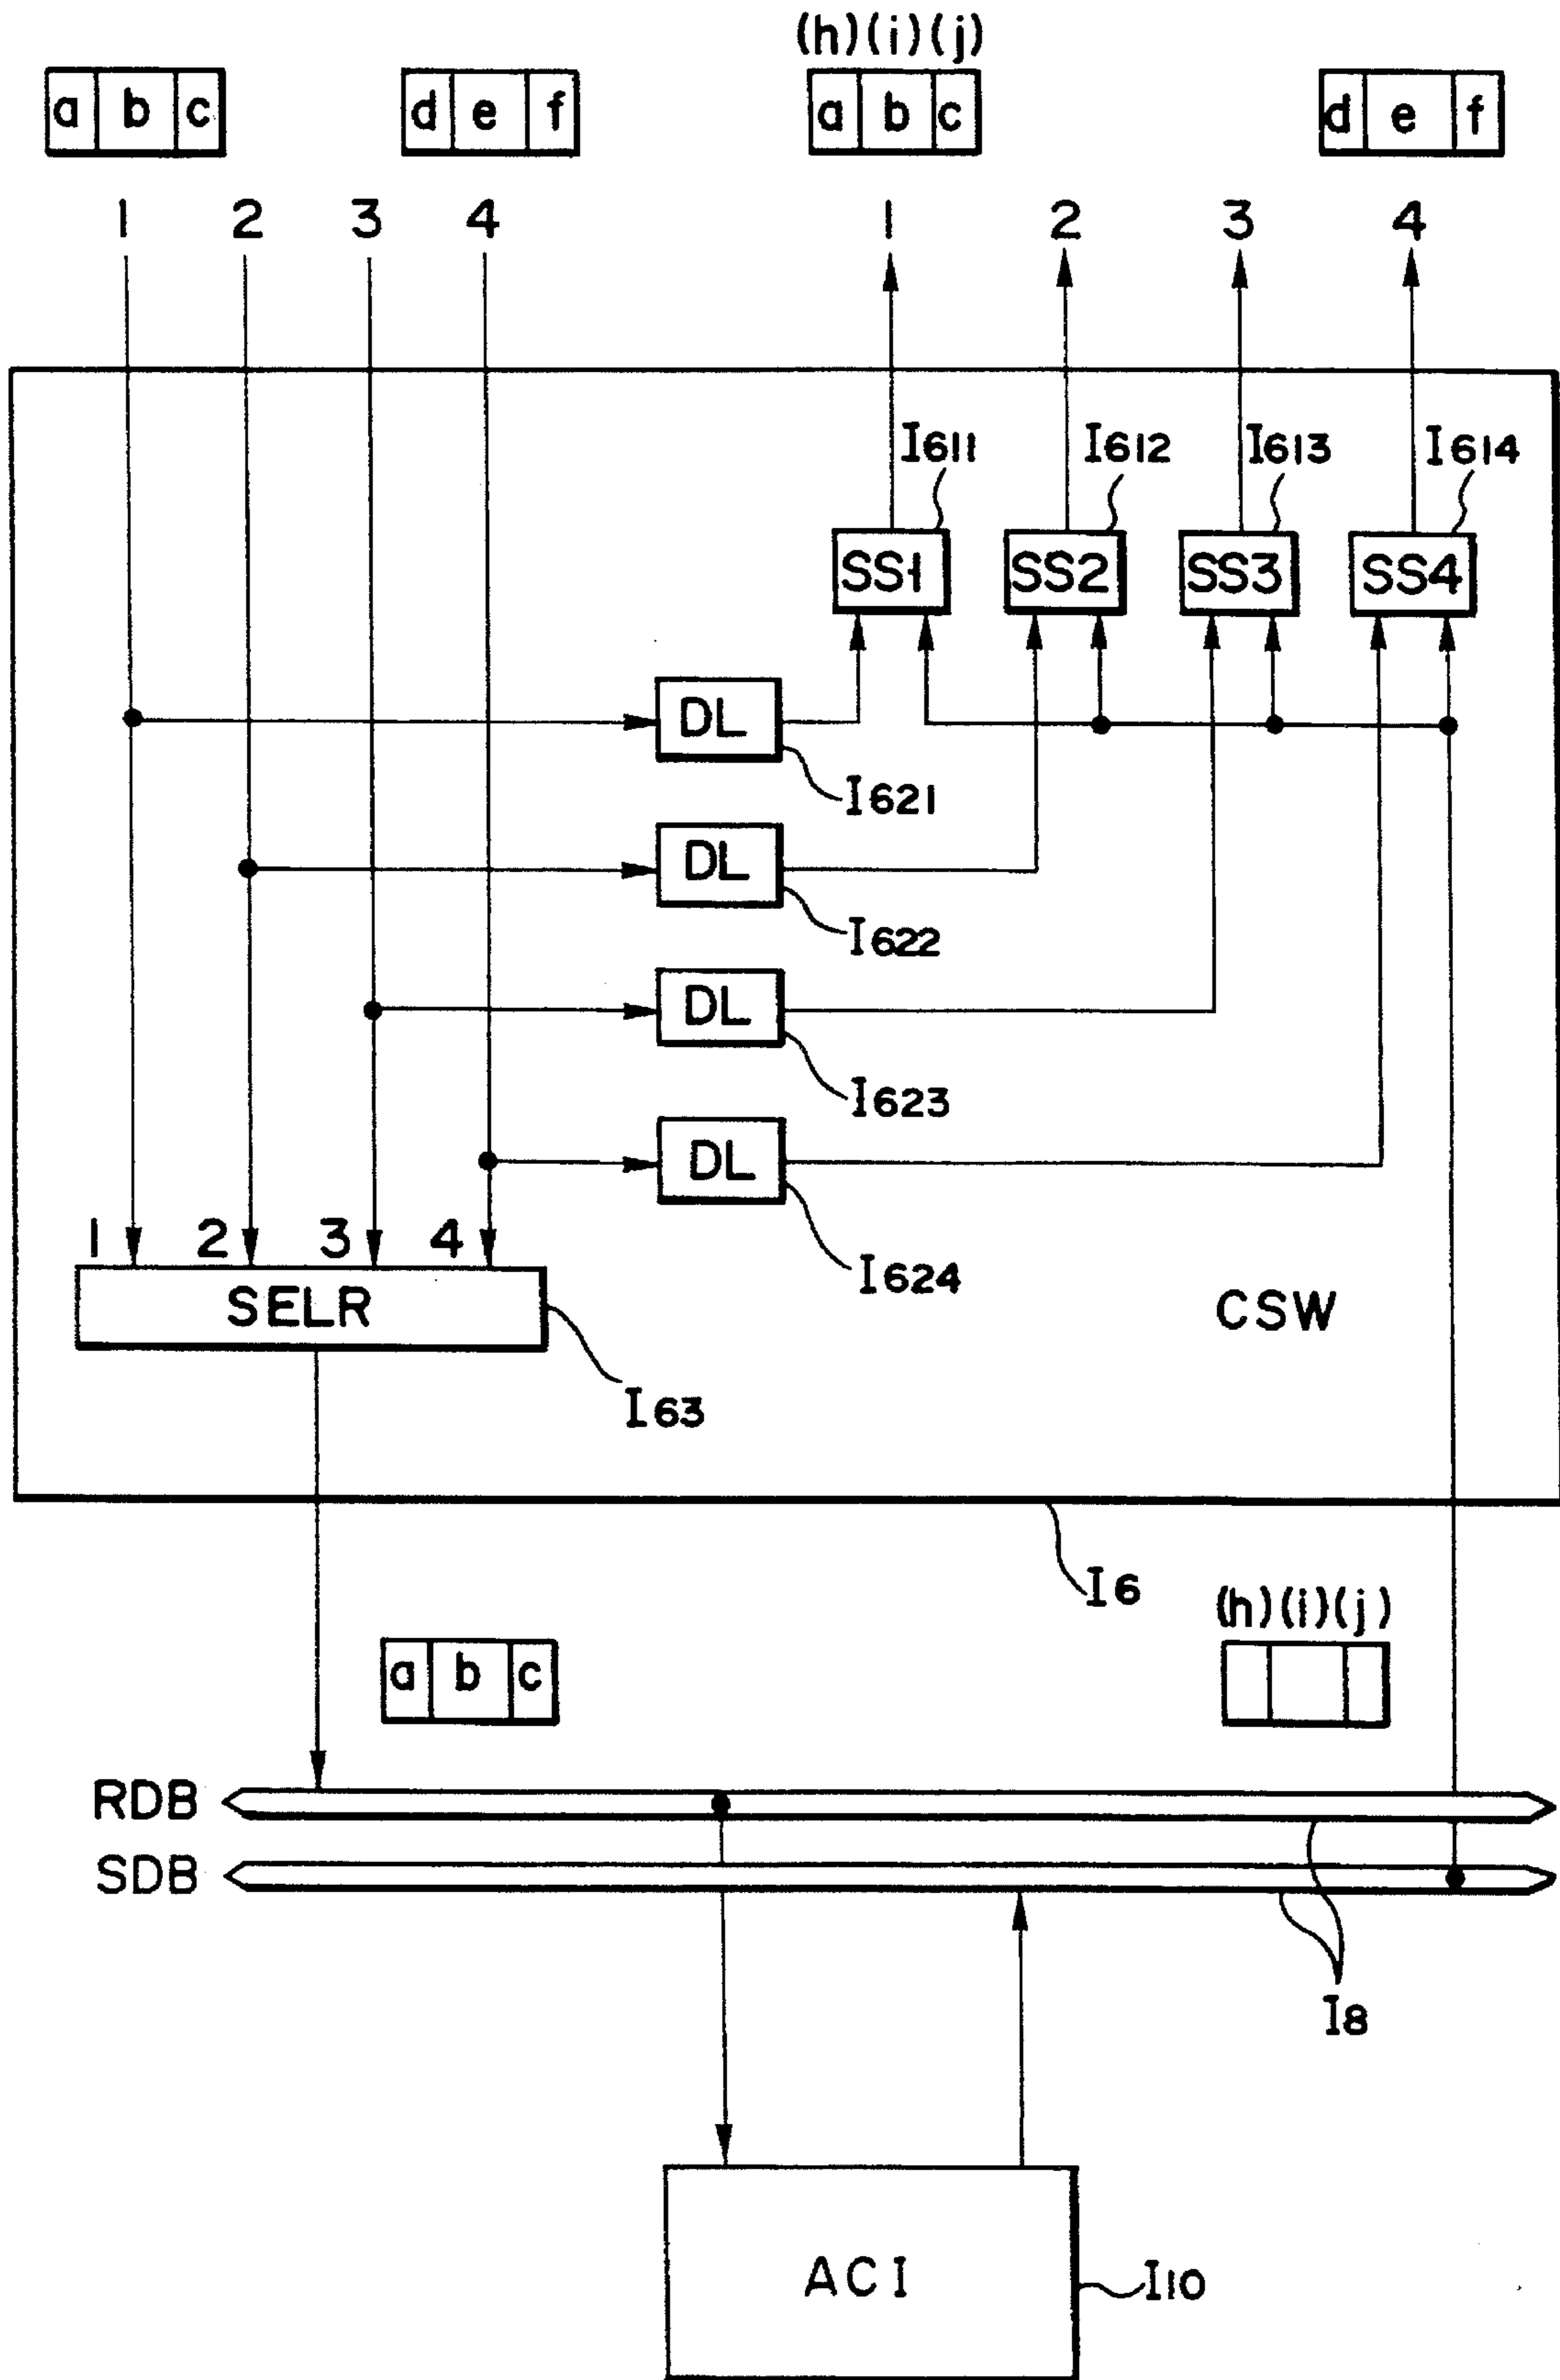 (h)(i)(j)
a b c
d e f
a b c
d e f
1 2 3 4
1 2 3 4
I611 I612 I613 I614
SS1 SS2 SS3 SS4
DL
I621
DL
I622
DL
I623
DL
I624
1 2 3 4
SELR
CSW
I63
I6
(h)(i)(j)
a b c
RDB
SDB
I8
ACI
I10